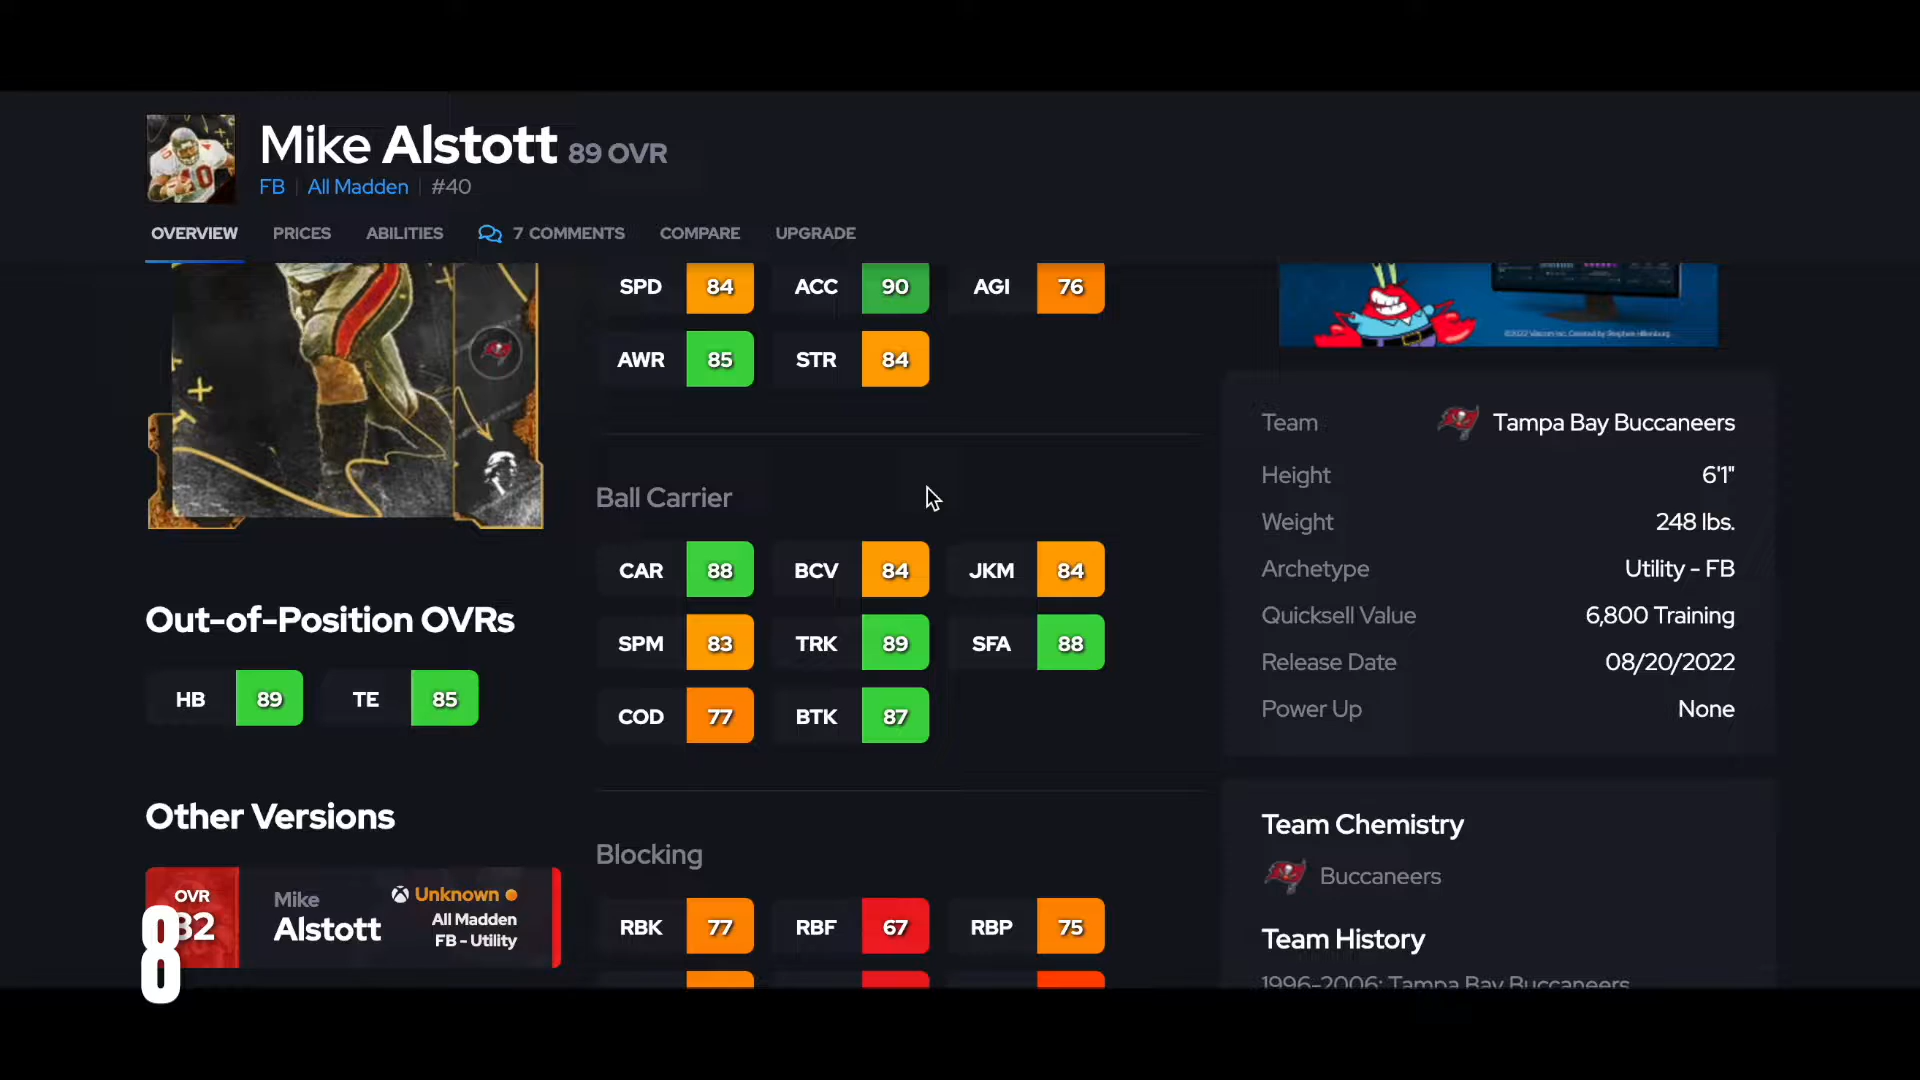 Mike Alstott 89 OVR
FB | All Madden | #40
OVERVIEW PRICES ABILITIES 7 COMMENTS COMPARE UPGRADE
SPD 84 ACC 90 AGI 76
AWR 85 STR 84
Ball Carrier
CAR 88 BCV 84 JKM 84
SPM 83 TRK 89 SFA 88
COD 77 BTK 87
Blocking
RBK 77 RBF 67 RBP 75
Out-of-Position OVRs
HB 89 TE 85
Other Versions
OVR
82
Mike
Alstott
Unknown
All Madden
FB - Utility
8
Team Tampa Bay Buccaneers
Height 6'1"
Weight 248 lbs.
Archetype Utility - FB
Quicksell Value 6,800 Training
Release Date 08/20/2022
Power Up None
Team Chemistry
Buccaneers
Team History
1996-2006: Tampa Bay Buccaneers